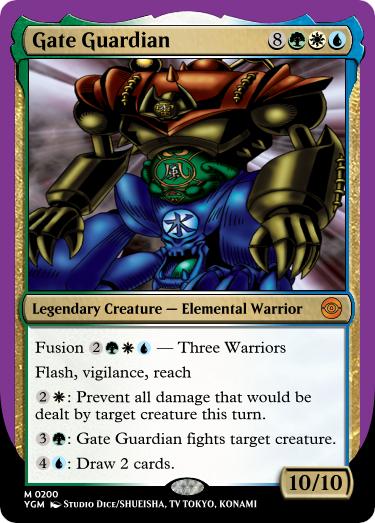 Gate Guardian 8
Legendary Creature — Elemental Warrior
風
水
Fusion 2 — Three Warriors
Flash, vigilance, reach
2 : Prevent all damage that would be
dealt by target creature this turn.
3 : Gate Guardian fights target creature.
4 : Draw 2 cards.
10/10
M 0200
YGM Studio Dice/SHUEISHA, TV TOKYO, KONAMI